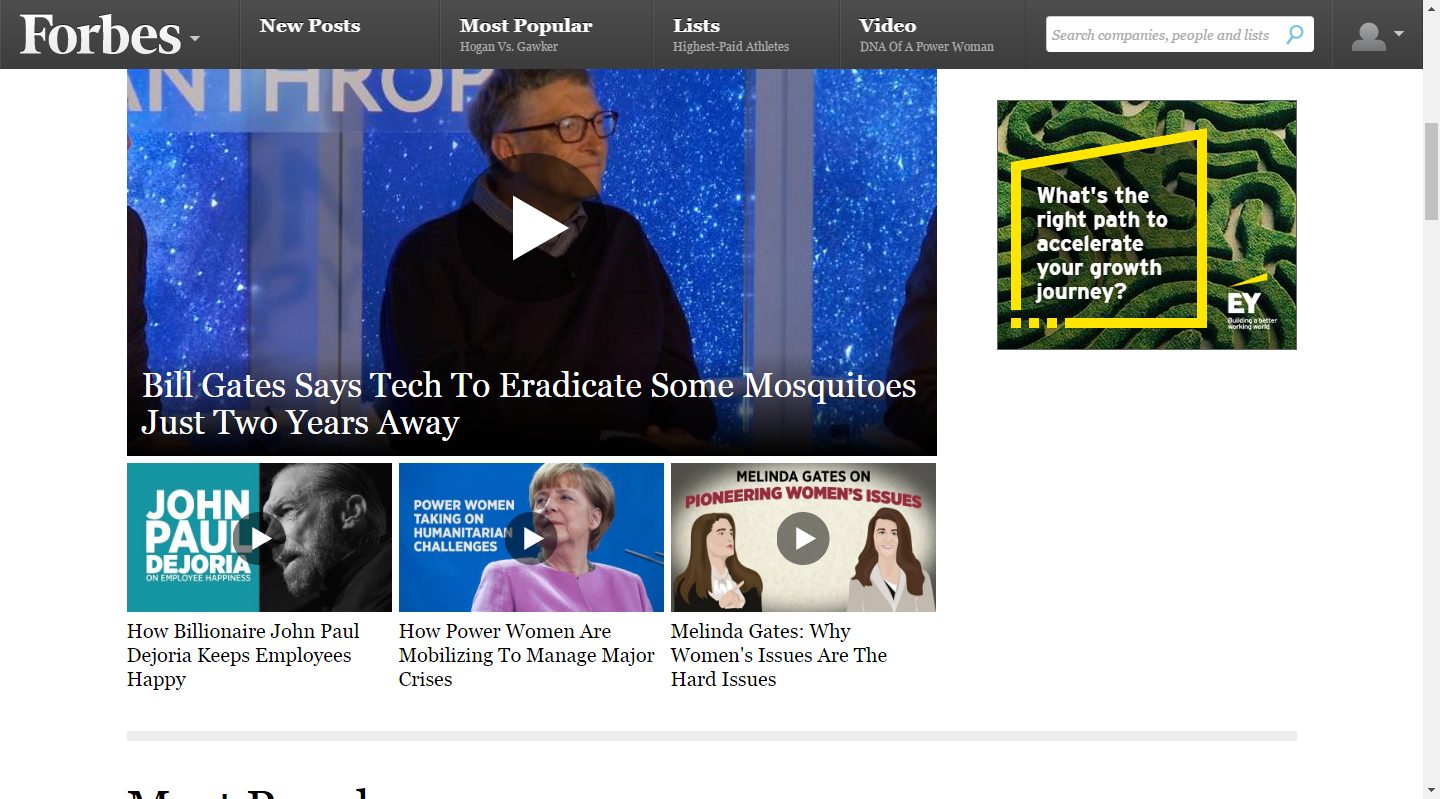 Forbes
New Posts
Most Popular
Hogan Vs. Gawker
Lists
Highest-Paid Athletes
Video
DNA Of A Power Woman
Search companies, people and lists
ANTHROP
Bill Gates Says Tech To Eradicate Some Mosquitoes
Just Two Years Away
What's the
right path to
accelerate
your growth
journey?
EY
Building a better
working world
JOHN
PAUL
DEJORIA
ON EMPLOYEE HAPPINESS
How Billionaire John Paul
Dejoria Keeps Employees
Happy
POWER WOMEN
TAKING ON
HUMANITARIAN
CHALLENGES
How Power Women Are
Mobilizing To Manage Major
Crises
MELINDA GATES ON
PIONEERING WOMEN'S ISSUES
Melinda Gates: Why
Women's Issues Are The
Hard Issues